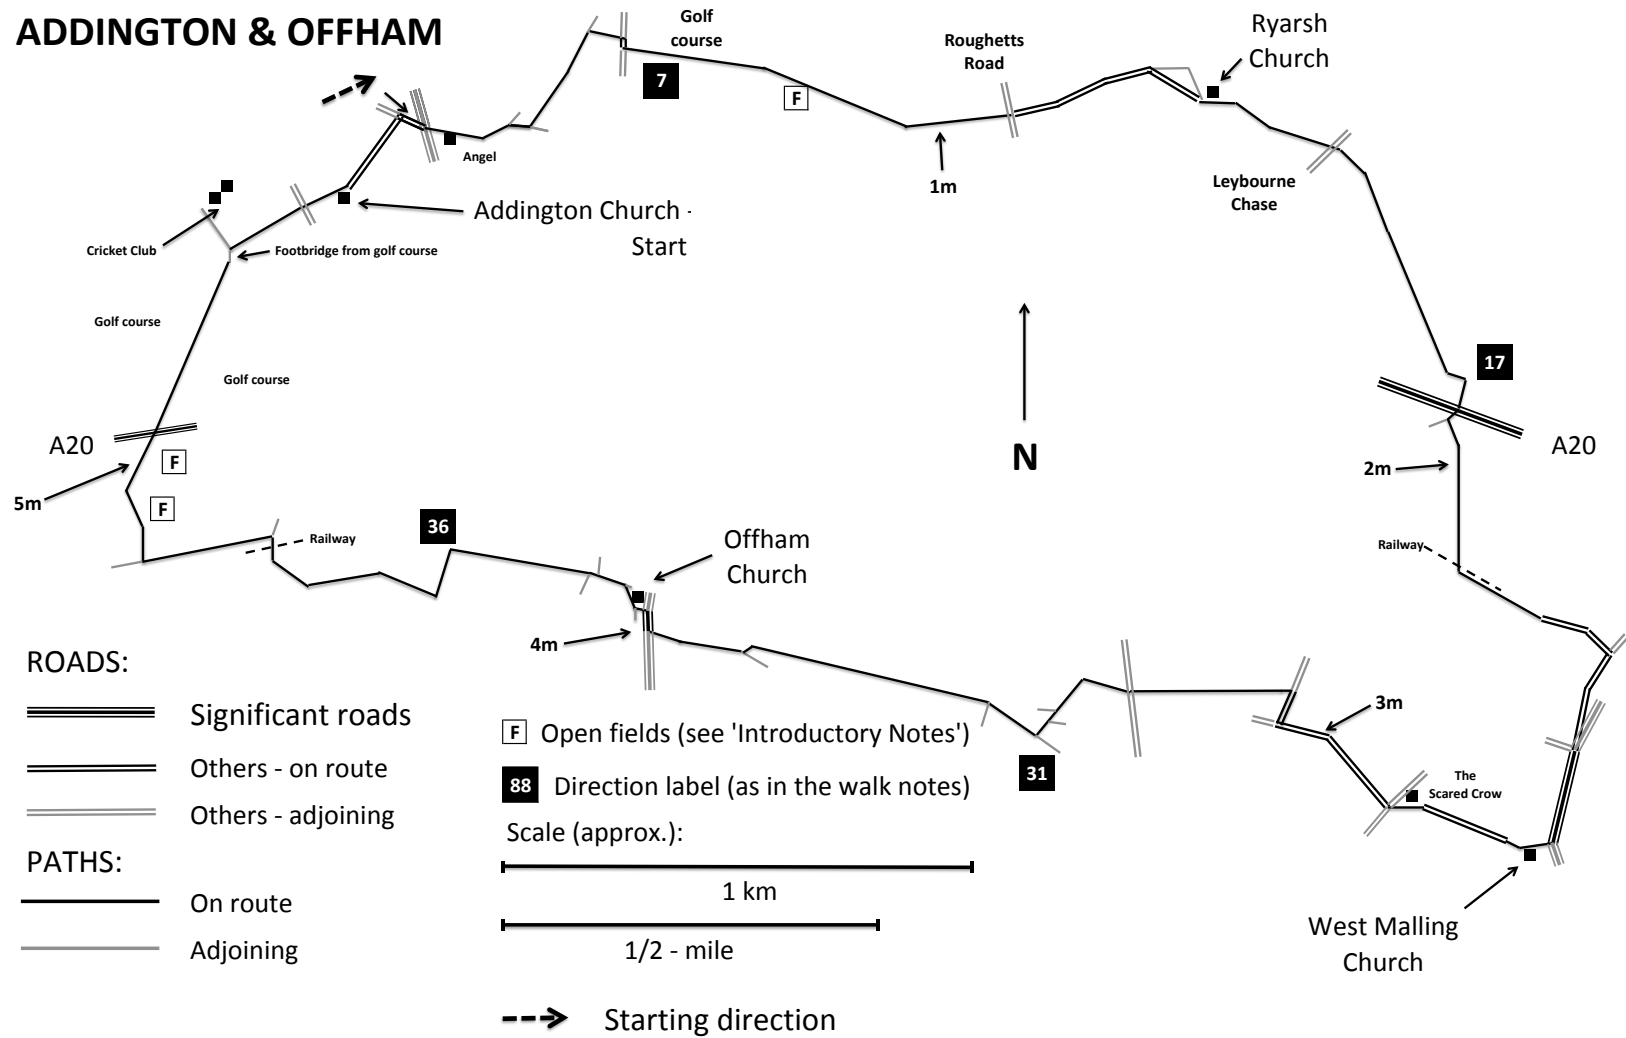 ADDINGTON & OFFHAM
Golf
course
Roughetts
Road
Ryarsh
Church
7
F
Angel
1m
Leybourne
Chase
Addington Church -
Start
Cricket Club
Footbridge from golf course
Golf course
Golf course
17
A20
A20
F
2m
5m
F
N
36
Railway
Offham
Church
Railway
4m
ROADS:
Significant roads
Others - on route
Others - adjoining
PATHS:
On route
Adjoining
F Open fields (see 'Introductory Notes')
88 Direction label (as in the walk notes)
Scale (approx.):
1 km
1/2 - mile
Starting direction
31
3m
The
Scared Crow
West Malling
Church